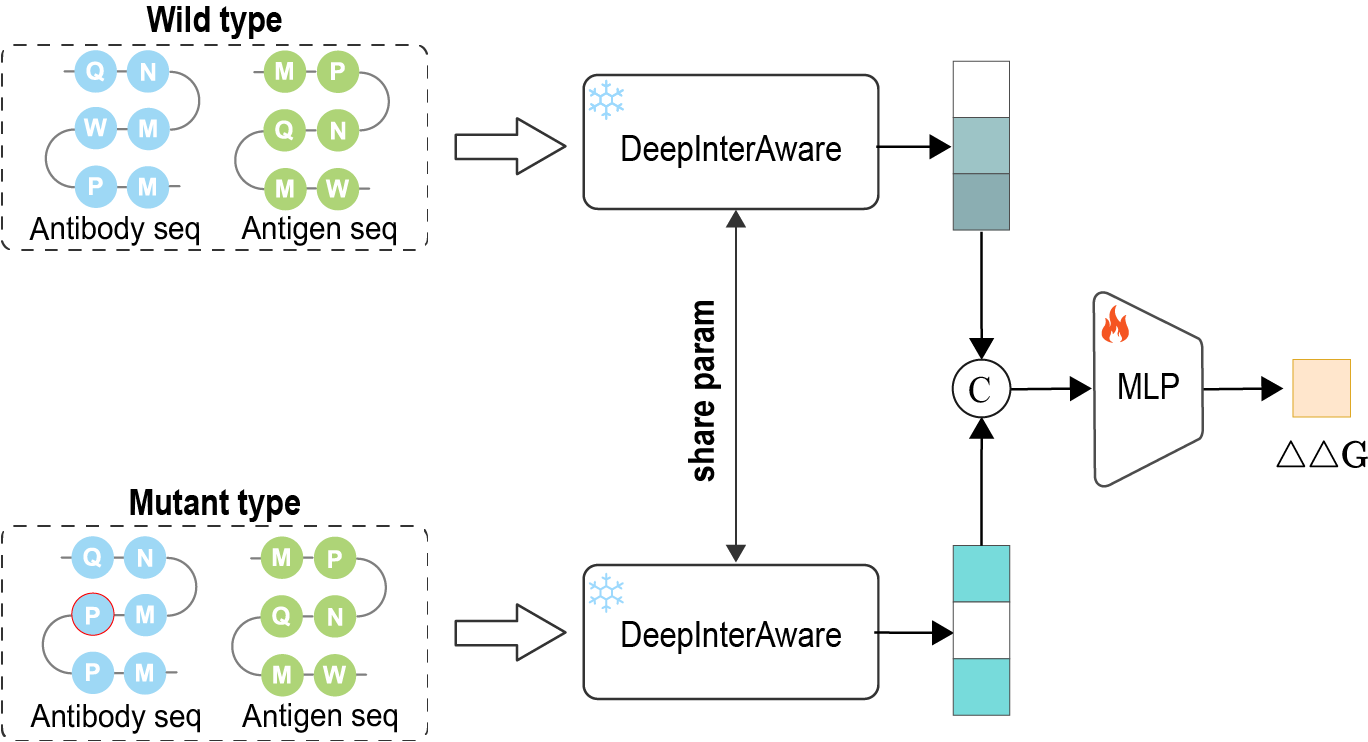 Wild type
Q N M P
W M Q N
P M M W
Antibody seq Antigen seq
DeepInterAware
share param
C
MLP
△△G
Mutant type
Q N M P
P M Q N
P M M W
Antibody seq Antigen seq
DeepInterAware